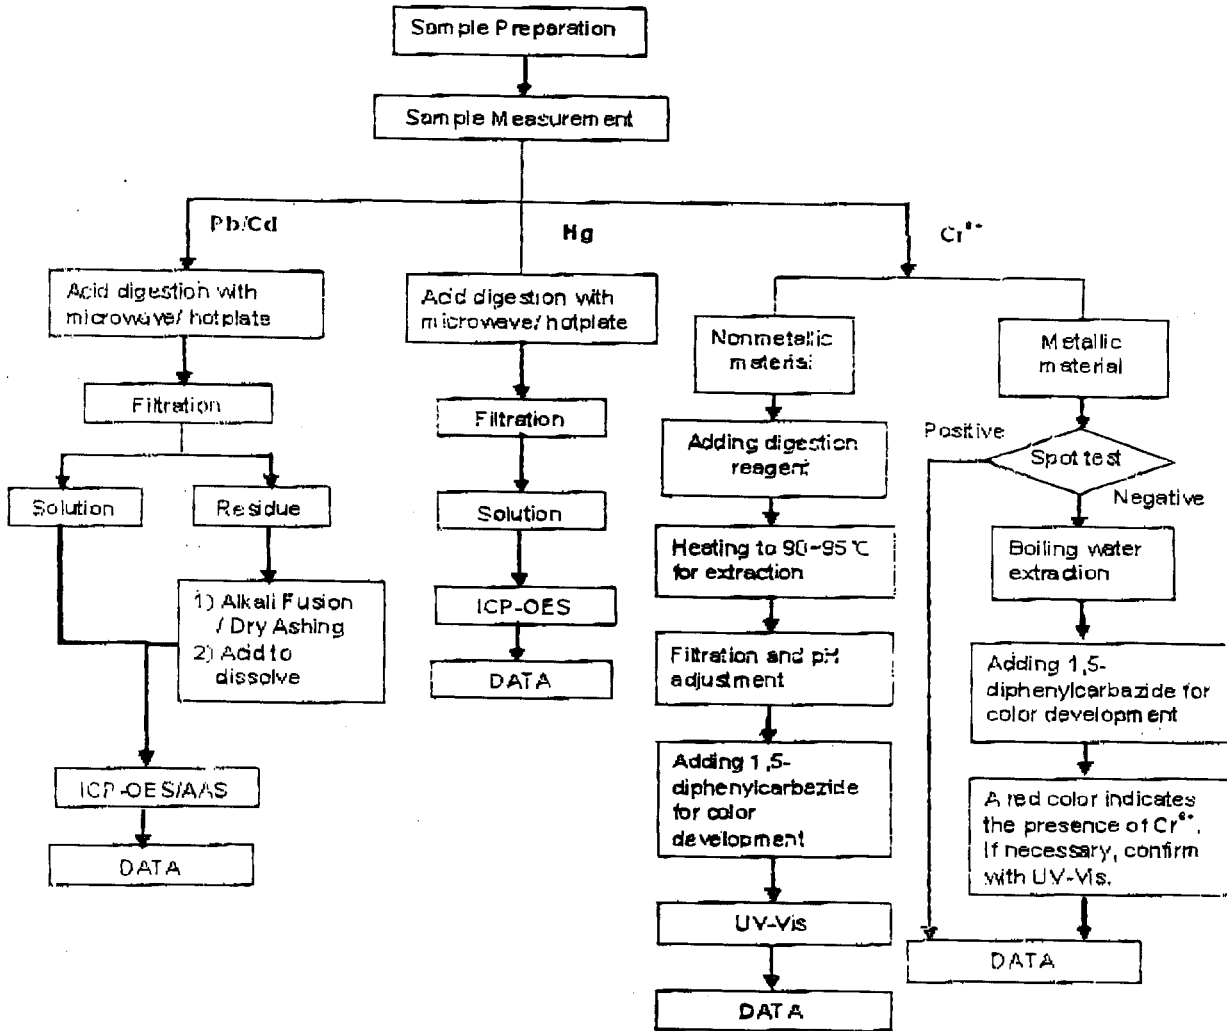 Sample Preparation
Sample Measurement
Pb/Cd
Hg
Cr⁶⁺
Acid digestion with
microwave/ hotplate
Filtration
Solution
Residue
1) Alkali Fusion
/ Dry Ashing
2) Acid to
dissolve
ICP-OES/AAS
DATA
Acid digestion with
microwave/ hotplate
Filtration
Solution
ICP-OES
DATA
Nonmetallic
material
Adding digestion
reagent
Heating to 90~95℃
for extraction
Filtration and pH
adjustment
Adding 1,5-
diphenylcarbazide
for color
development
UV-Vis
DATA
Metallic
material
Spot test
Positive
Negative
Boiling water
extraction
Adding 1,5-
diphenylcarbazide for
color development
A red color indicates
the presence of Cr⁶⁺.
If necessary, confirm
with UV-Vis.
DATA